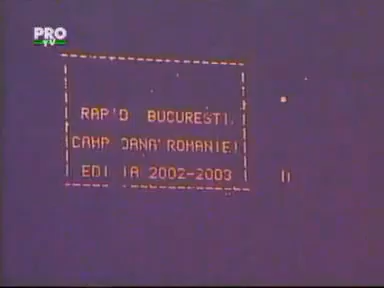 PRO
TV
RAP'D BUCURESTI
CAMP OANA ROMANIEI
EDI IA 2002-2003